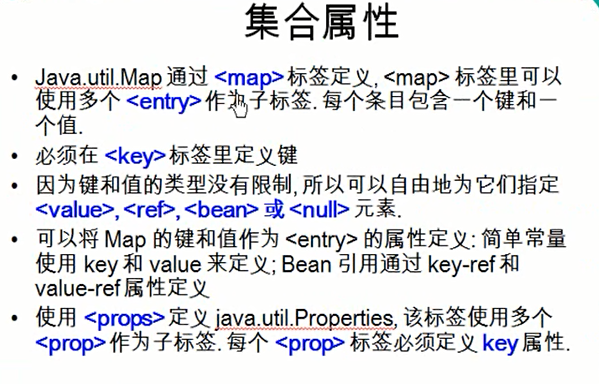 集合属性
• Java.util.Map 通过 <map> 标签定义, <map> 标签里可以
使用多个 <entry> 作为子标签. 每个条目包含一个键和一
个值.
• 必须在 <key> 标签里定义键
• 因为键和值的类型没有限制, 所以可以自由地为它们指定
<value>, <ref>, <bean> 或 <null> 元素.
• 可以将 Map 的键和值作为 <entry> 的属性定义: 简单常量
使用 key 和 value 来定义; Bean 引用通过 key-ref 和
value-ref 属性定义
• 使用 <props> 定义 java.util.Properties, 该标签使用多个
<prop> 作为子标签. 每个 <prop> 标签必须定义 key 属性.